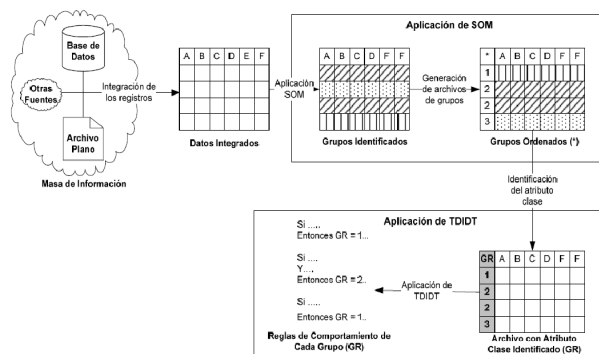 Aplicación de SOM
Base de
Datos
Otras
Fuentes
Archivo
Plano
Masa de Información
Integración de
los registros
A B C D E F
Datos Integrados
Aplicación
SOM
A B C D F F
Grupos Identificados
Generación
de archivos
de grupos
* A B C D F F
1
2
2
3
Grupos Ordenados (*)
Identificación
del atributo
clase
Aplicación de TDIDT
Si .....
Entonces GR = 1...
Si ....
Y....
Entonces GR = 2..
Si ....
Entonces GR = 1..
Reglas de Comportamiento de
Cada Grupo (GR)
Aplicación de
TDIDT
GR A B C D F F
1
2
2
3
Archivo con Atributo
Clase Identificado (GR)